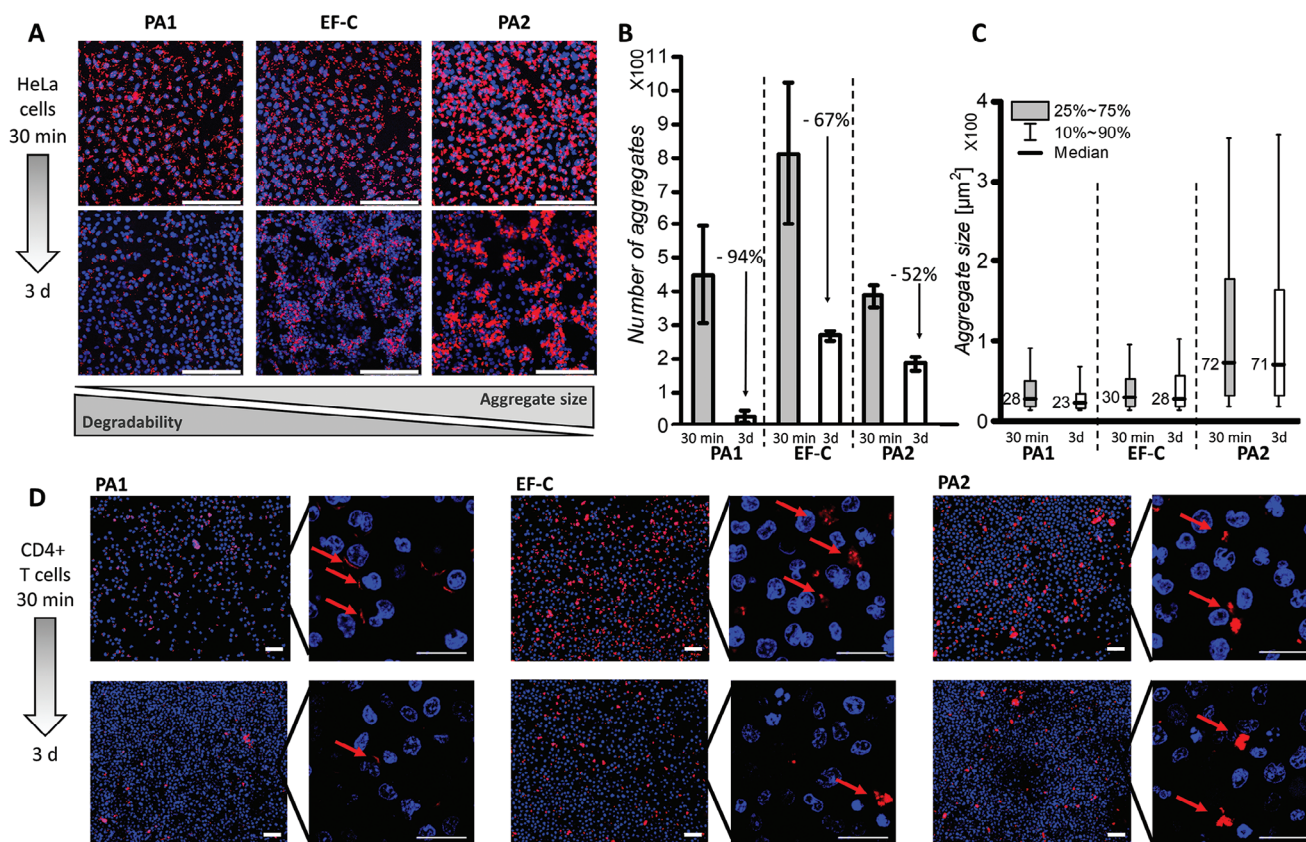 A
PA1
EF-C
PA2
HeLa
cells
30 min
3 d
Aggregate size
Degradability
B
X100
Number of aggregates
11
10
9
8
7
6
5
4
3
2
1
0
- 94%
- 67%
- 52%
30 min
3d
30 min
3d
30 min
3d
PA1
EF-C
PA2
C
X100
Aggregate size [µm²]
4
3
2
1
0
25%~75%
10%~90%
Median
28
23
30
28
72
71
30 min
3d
30 min
3d
30 min
3d
PA1
EF-C
PA2
D
PA1
EF-C
PA2
CD4+
T cells
30 min
3 d